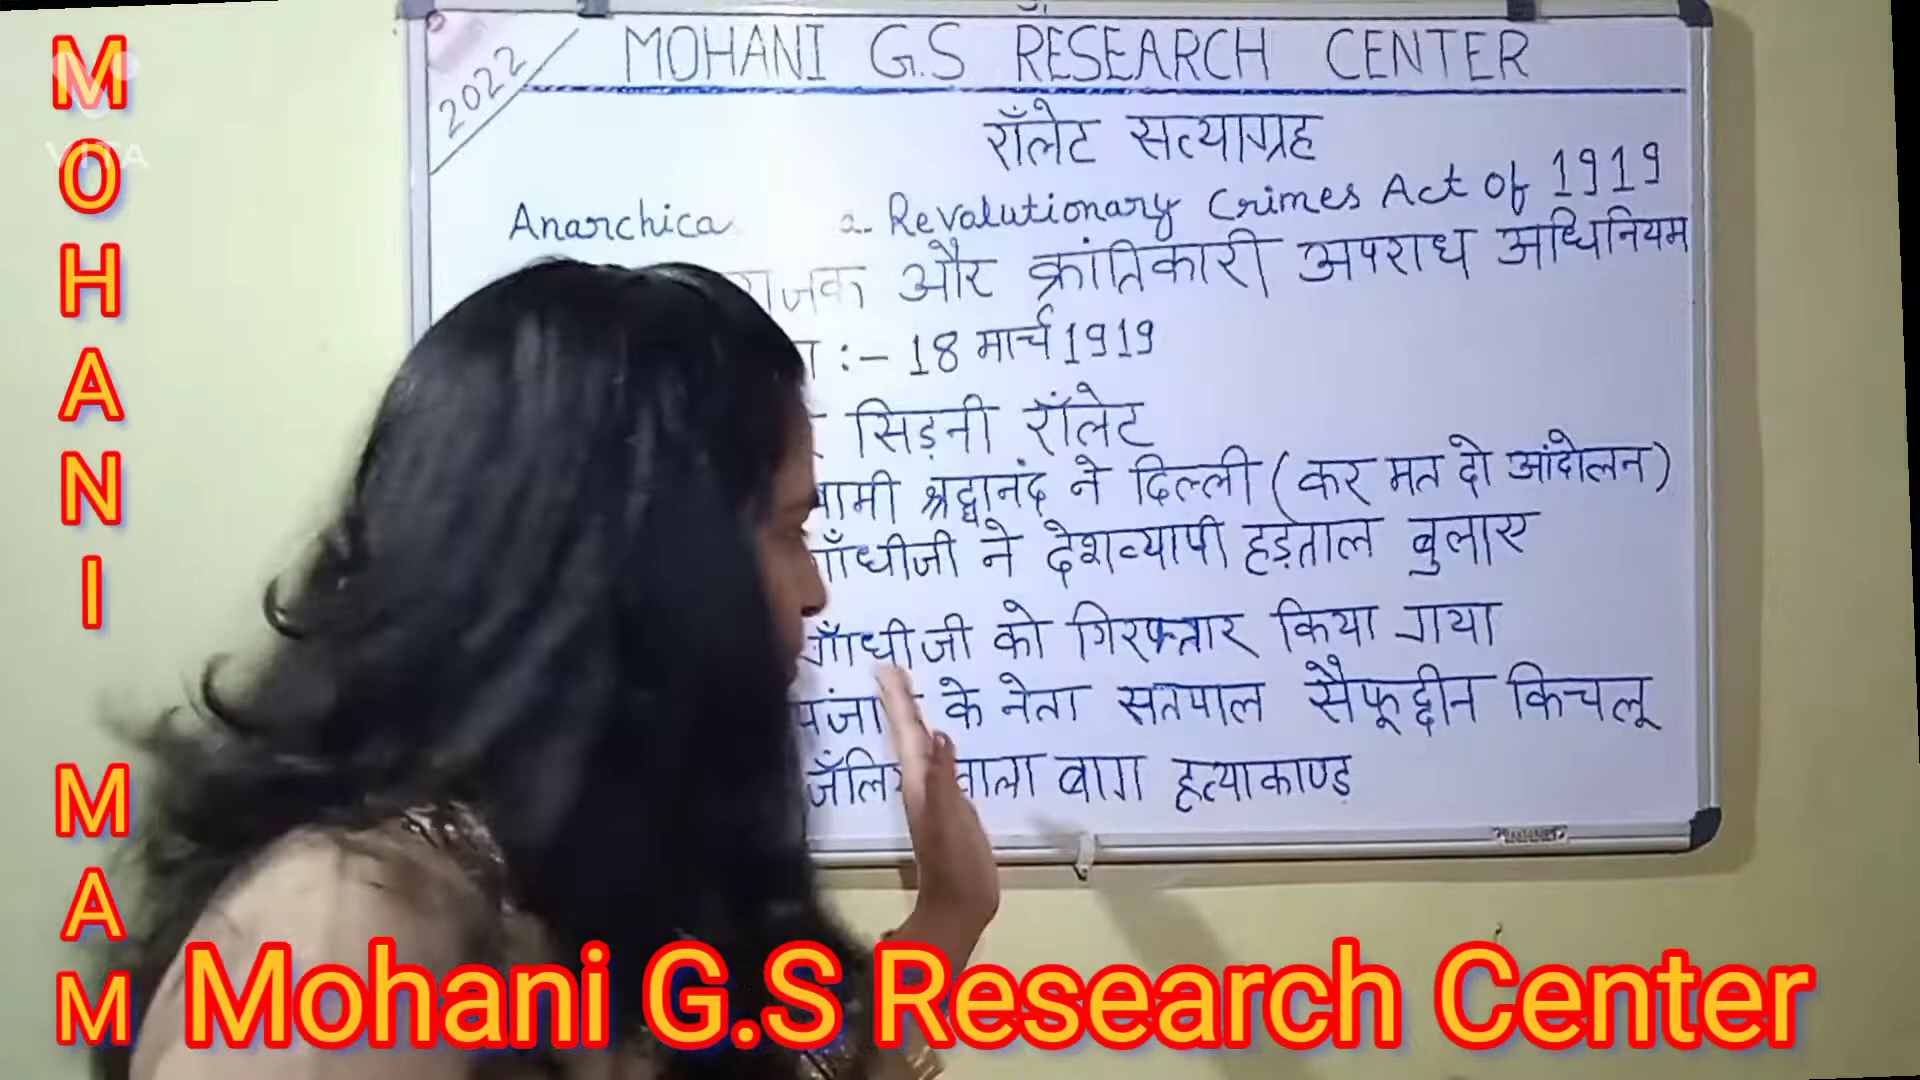 MOHANI MAM
VITA
2022
MOHANI G.S RESEARCH CENTER
रॉलेट सत्याग्रह
Anarchica a. Revalutionary Crimes Act Of 1919
और क्रांतिकारी अपराध अधिनियम
:- 18 मार्च 1919
सिड़नी रॉलेट
श्रद्धानंद ने दिल्ली (कर मत दो आंदोलन)
गाँधीजी ने देशव्यापी हड़ताल बुलाए
गाँधीजी को गिरफ्तार किया गया
के नेता सतपाल सैफूद्दीन किचलू
वाला बाग हत्याकाण्ड
Mohani G.S Research Center